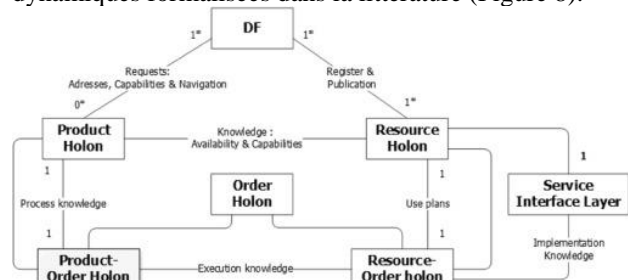 dynamiques formalisées dans la littérature (Figure 8).
DF
1*
1*
Requests:
Adresses, Capabilities & Navigation
Register &
Publication
0*
1*
Product
Holon
Knowledge :
Availability & Capabilities
Resource
Holon
1
1
1
Order
Holon
Service
Interface Layer
Process knowledge
Use plans
1
1
Implementation
Knowledge
Product-
Order Holon
Execution knowledge
Resource-
Order holon